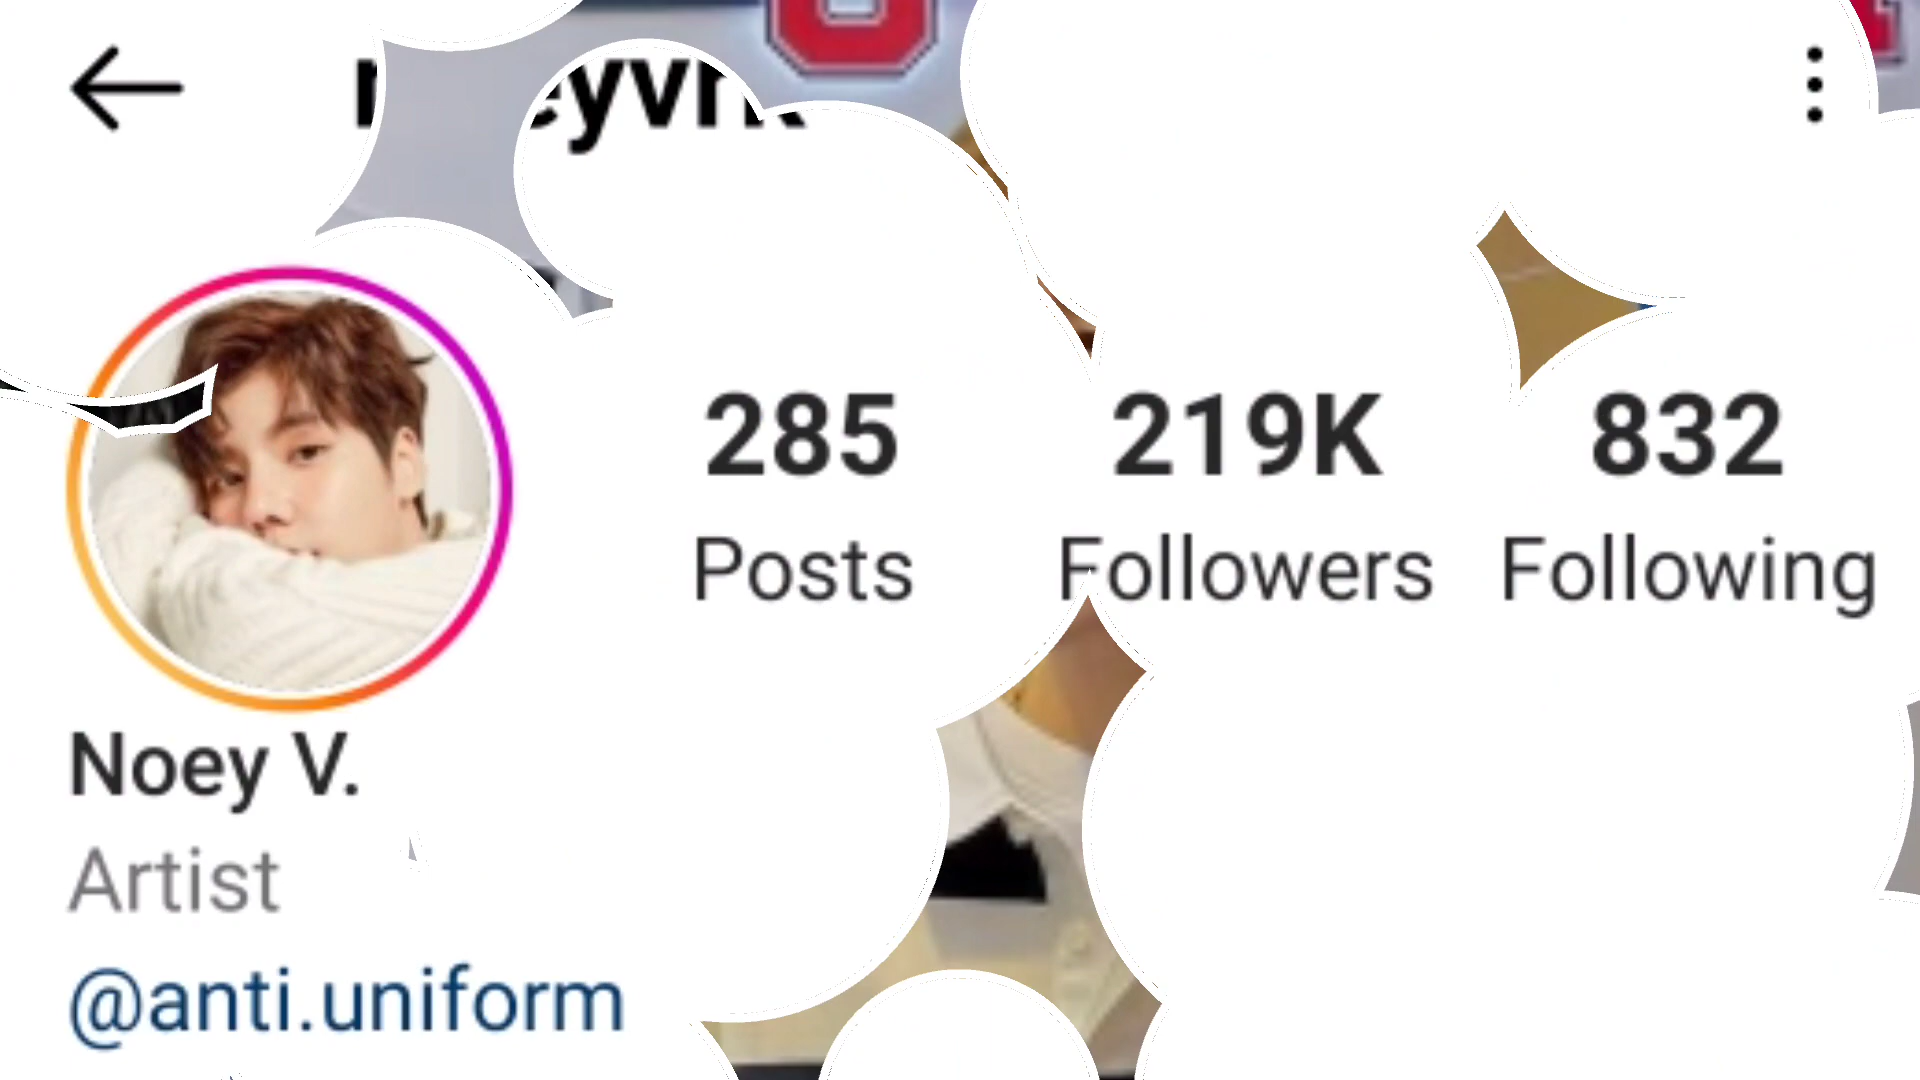 285 219K 832
Posts Followers Following
Noey V.
Artist
@anti.uniform